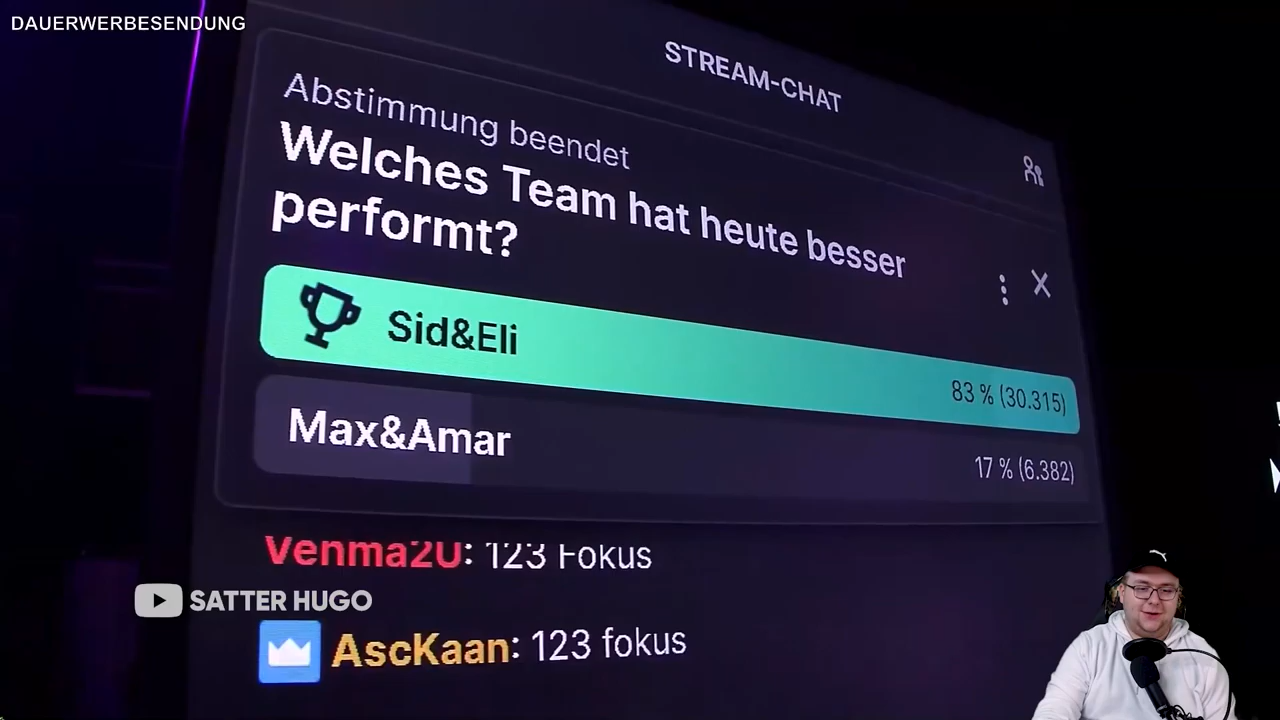 DAUERWERBESENDUNG
STREAM-CHAT
Abstimmung beendet
Welches Team hat heute besser
performt?
Sid&Eli
83 % (30.315)
Max&Amar
17 % (6.382)
Venma2U: 123 Fokus
SATTER HUGO
AscKaan: 123 fokus